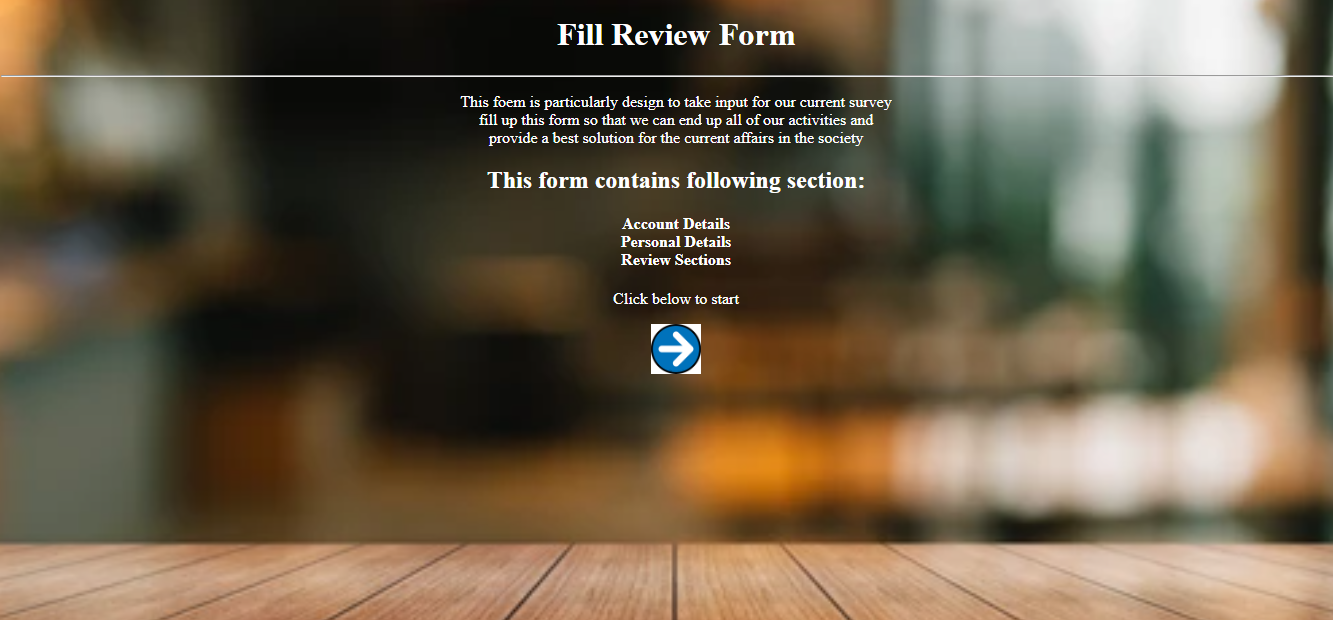 Fill Review Form
This foem is particularly design to take input for our current survey
fill up this form so that we can end up all of our activities and
provide a best solution for the current affairs in the society
This form contains following section:
Account Details
Personal Details
Review Sections
Click below to start